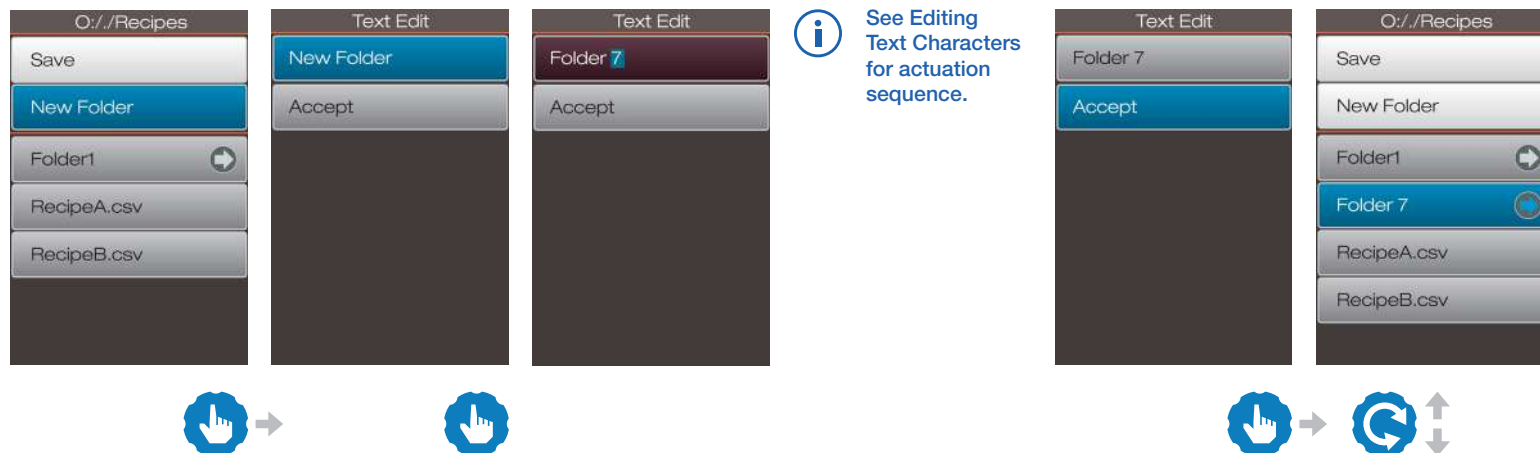 O:/./Recipes
Save
New Folder
Folder1
RecipeA.csv
RecipeB.csv
Text Edit
New Folder
Accept
Text Edit
Folder 7
Accept
See Editing
Text Characters
for actuation
sequence.
Text Edit
Folder 7
Accept
O:/./Recipes
Save
New Folder
Folder1
Folder 7
RecipeA.csv
RecipeB.csv